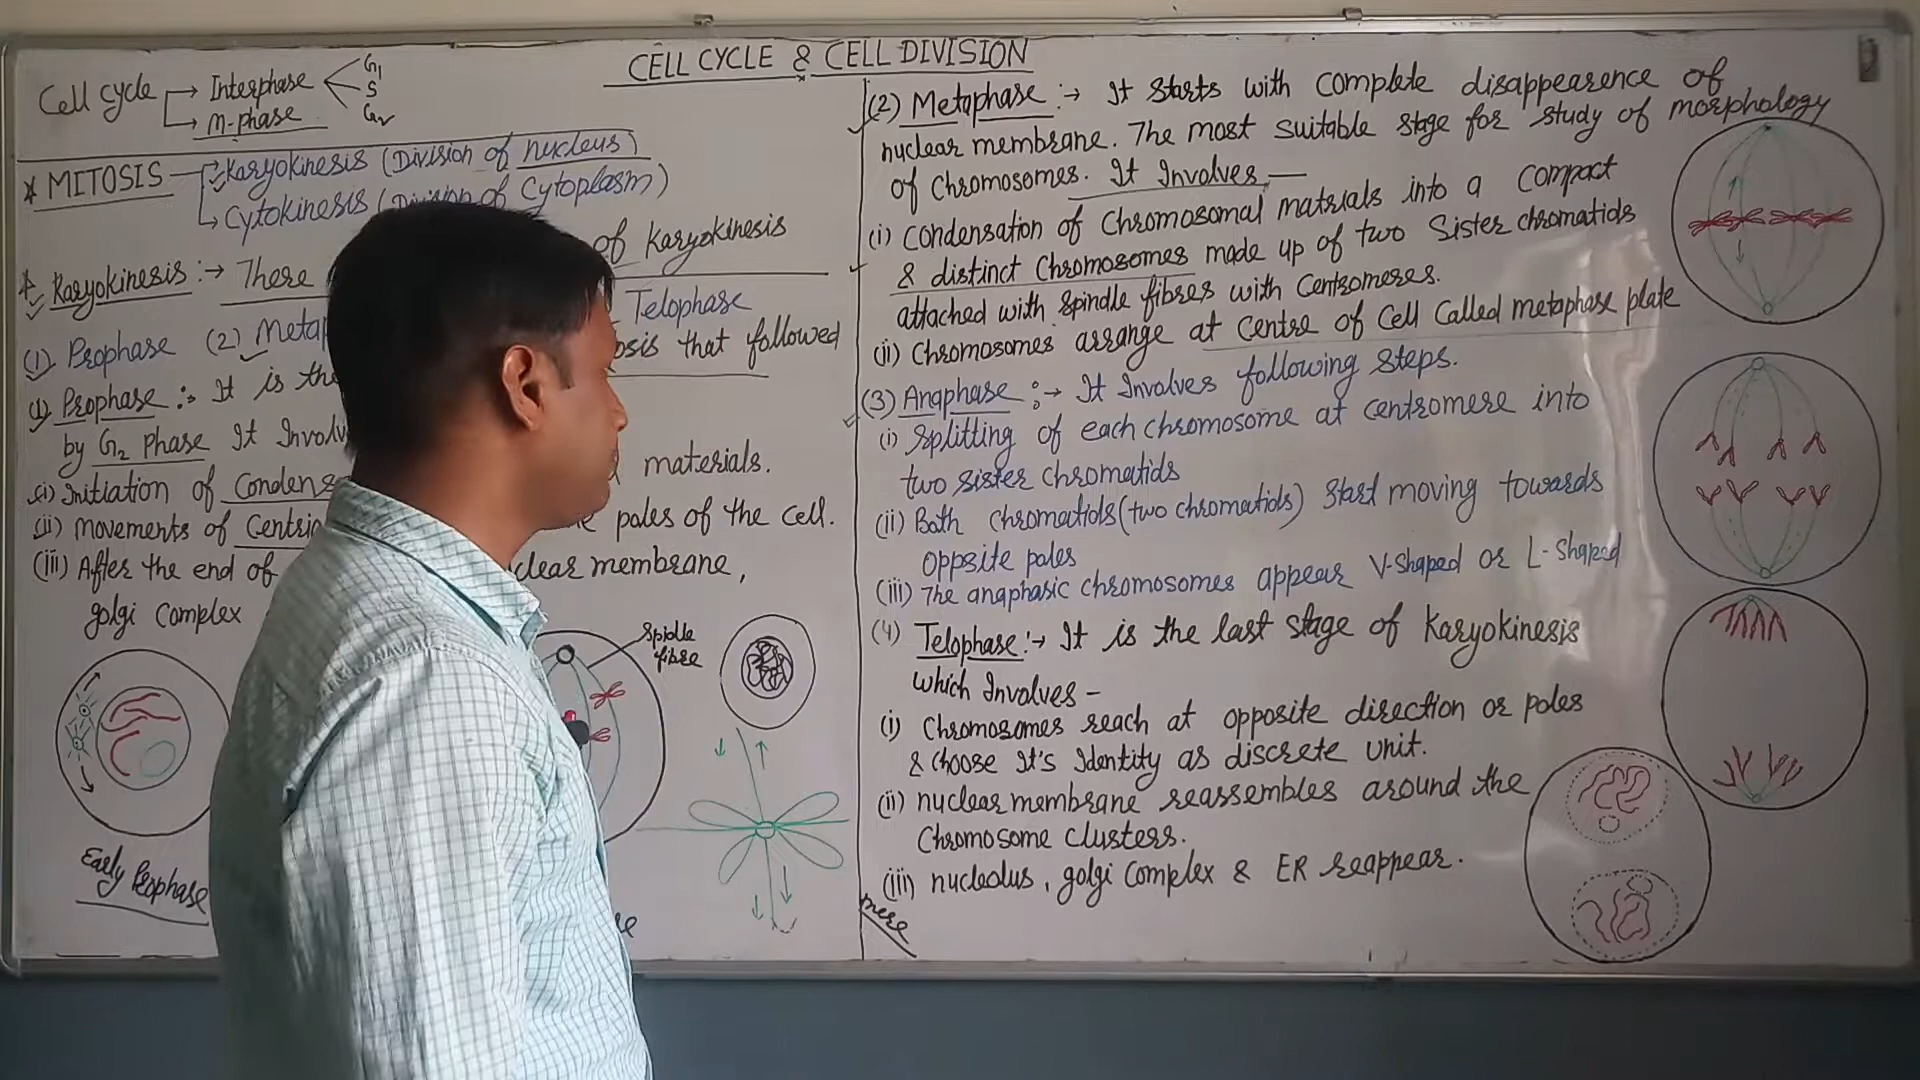 CELL CYCLE & CELL DIVISION
Cell cycle → Interphase G1 S G2
→ M-phase
* MITOSIS → Karyokinesis (Division of nucleus)
→ Cytokinesis (Division of Cytoplasm)
* Karyokinesis :→ There of Karyokinesis
(1) Prophase (2) Metap Telophase
(1) Prophase :→ It is the osis that followed
by G2 Phase It Involv
(i) Initiation of Condens materials.
(ii) movements of Centrio poles of the cell.
(iii) After the end of clear membrane,
golgi Complex
Spidle
fibre
Early Prophase
(2) Metaphase :→ It starts with complete disappearence of
nuclear membrane. The most suitable stage for study of morphology
of Chromosomes. It Involves —
(i) Condensation of Chromosomal matrials into a compact
& distinct Chromosomes made up of two Sister chromatids
attached with spindle fibres with Centromeres.
(ii) Chromosomes arrange at centre of Cell Called metaphase plate
(3) Anaphase :→ It Involves following steps.
(i) Splitting of each chromosome at centromere into
two sister chromatids
(ii) Both Chromatids (two chromatids) Start moving towards
opposite poles
(iii) The anaphasic chromosomes appear V-shaped or L-shaped
(4) Telophase :→ It is the last stage of Karyokinesis
which Involves -
(i) Chromosomes reach at opposite direction or poles
& choose It's Identity as discrete unit.
(ii) nuclear membrane reassembles around the
Chromosome clusters.
(iii) nucleolus, golgi Complex & ER reappear.
mere